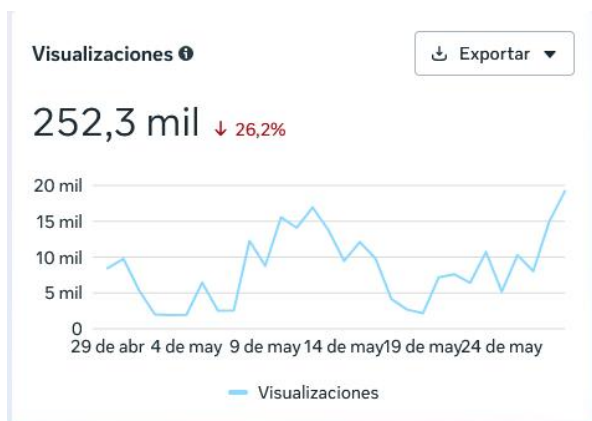 Visualizaciones
Exportar
252,3 mil ↓ 26,2%
20 mil
15 mil
10 mil
5 mil
0
29 de abr 4 de may 9 de may 14 de may 19 de may 24 de may
Visualizaciones